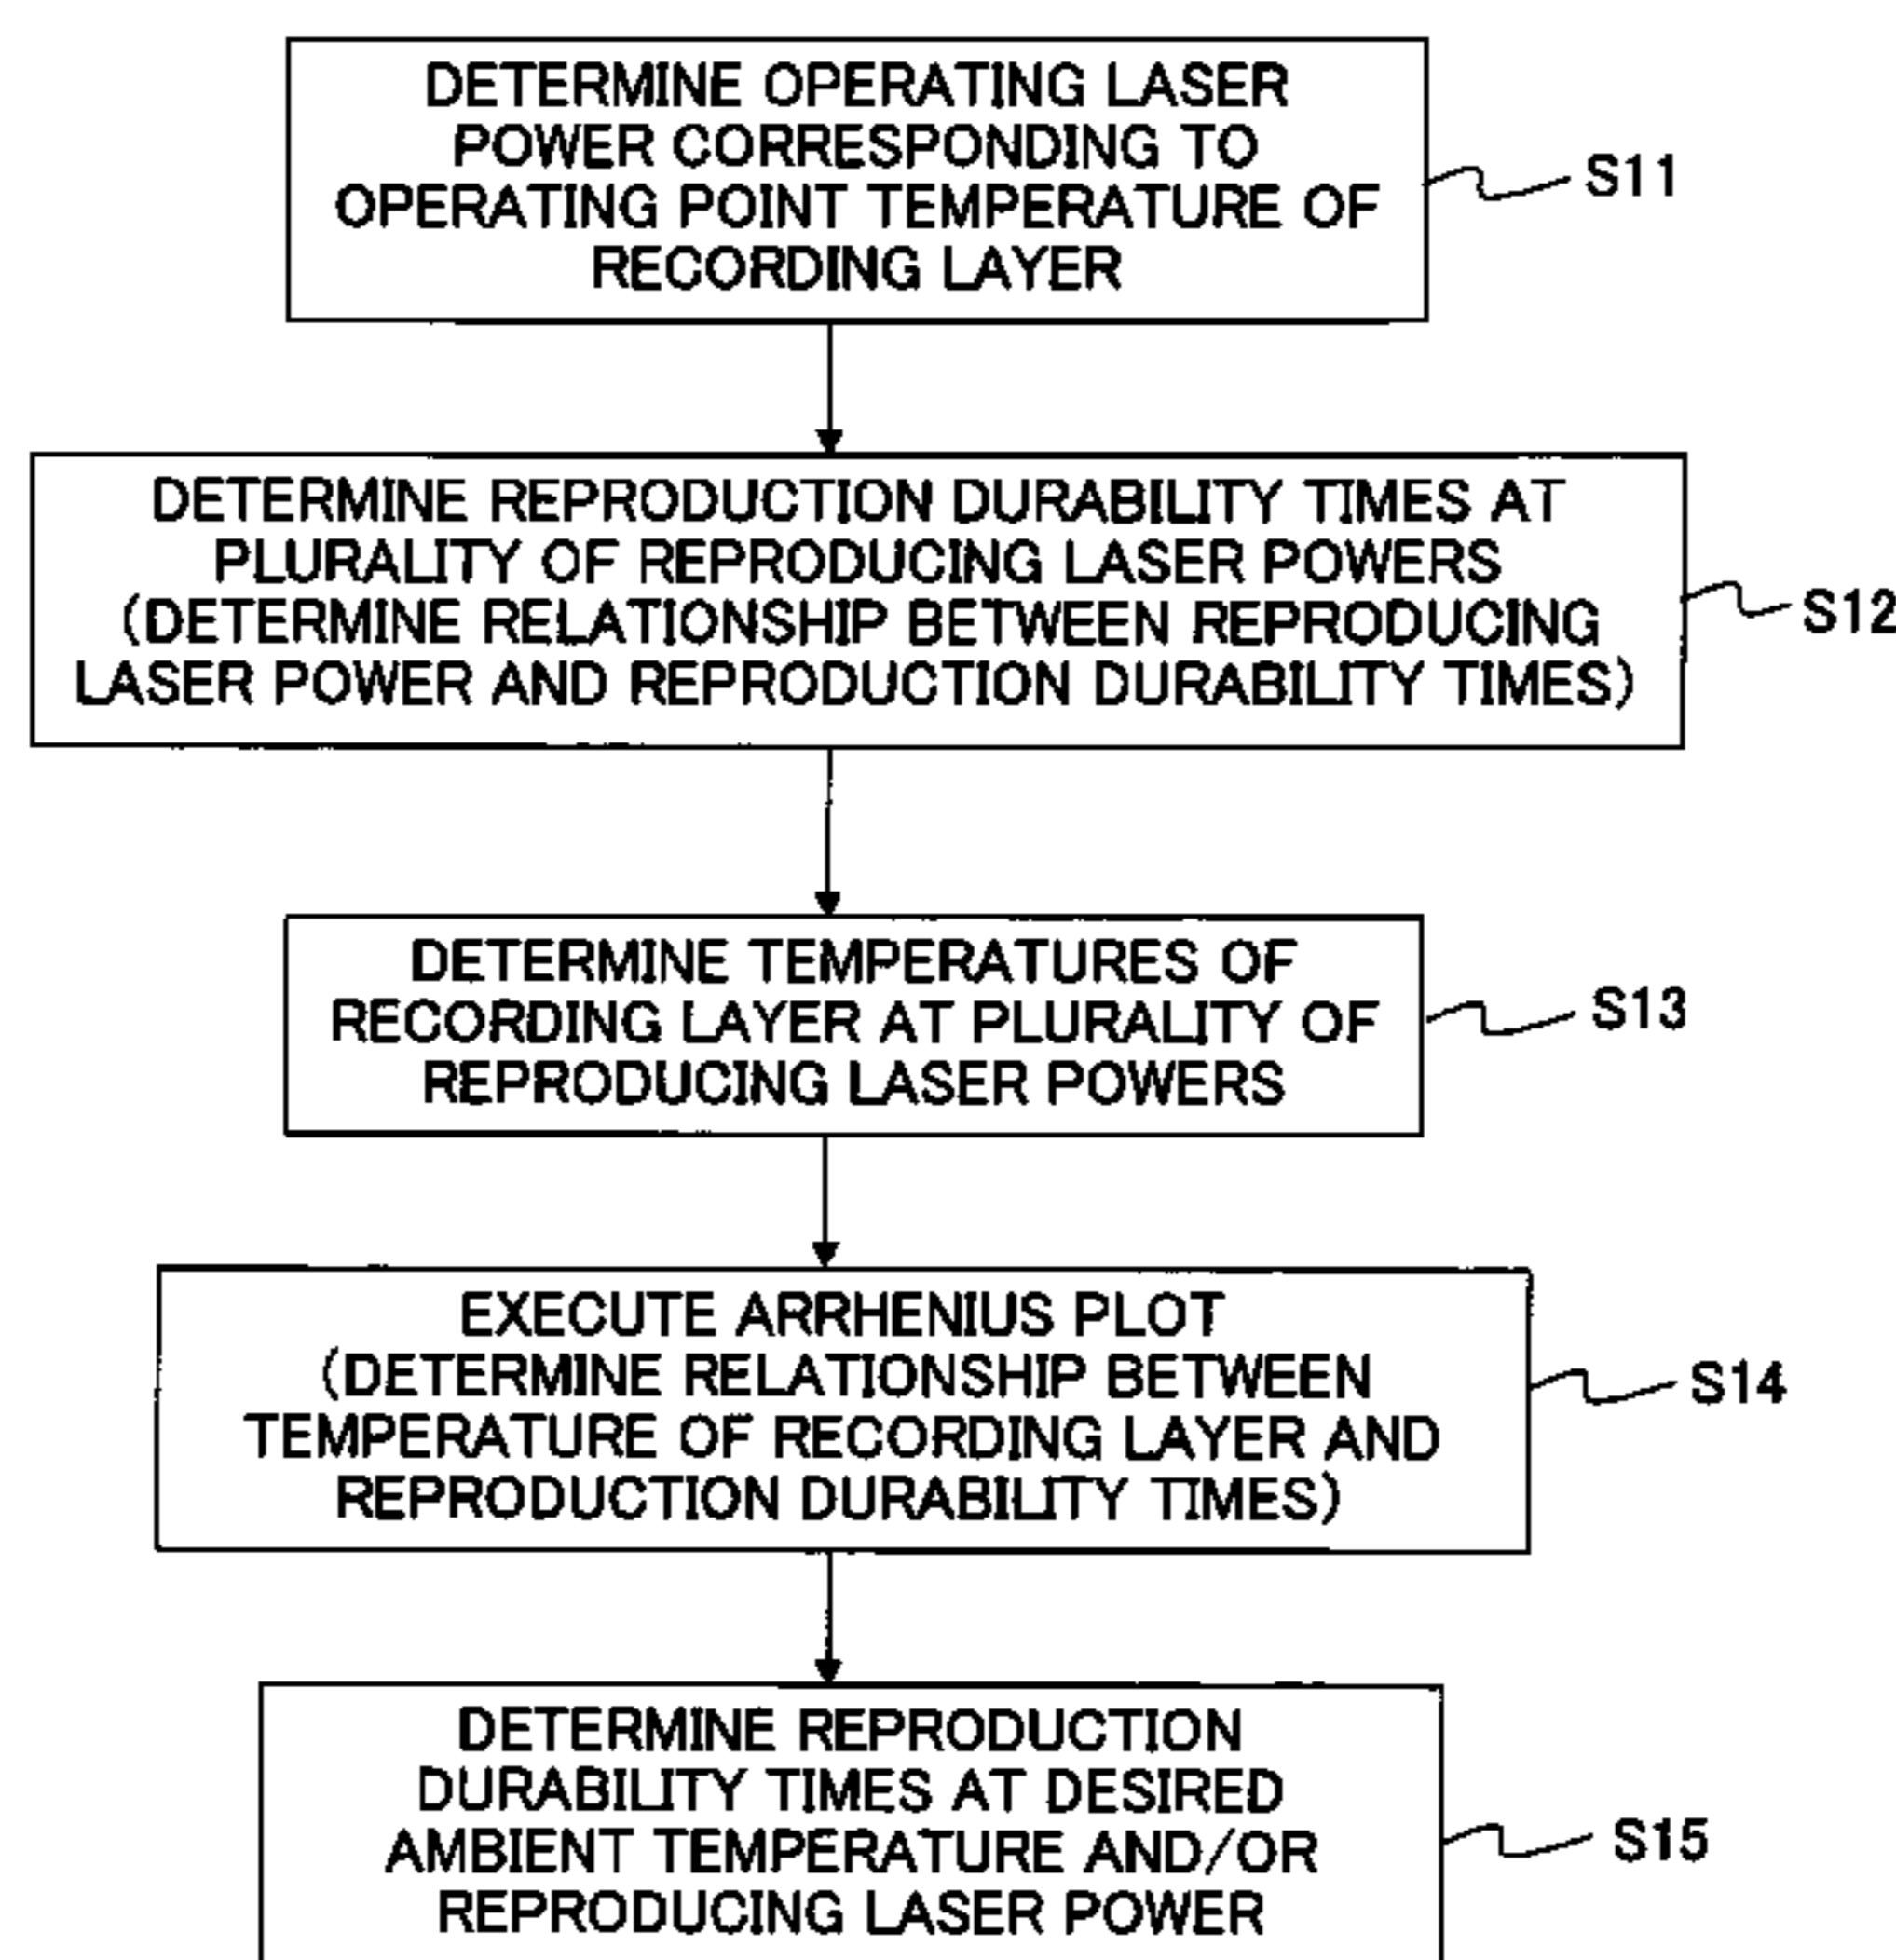 DETERMINE OPERATING LASER
POWER CORRESPONDING TO
OPERATING POINT TEMPERATURE OF
RECORDING LAYER
S11
DETERMINE REPRODUCTION DURABILITY TIMES AT
PLURALITY OF REPRODUCING LASER POWERS
(DETERMINE RELATIONSHIP BETWEEN REPRODUCING
LASER POWER AND REPRODUCTION DURABILITY TIMES)
S12
DETERMINE TEMPERATURES OF
RECORDING LAYER AT PLURALITY OF
REPRODUCING LASER POWERS
S13
EXECUTE ARRHENIUS PLOT
(DETERMINE RELATIONSHIP BETWEEN
TEMPERATURE OF RECORDING LAYER AND
REPRODUCTION DURABILITY TIMES)
S14
DETERMINE REPRODUCTION
DURABILITY TIMES AT DESIRED
AMBIENT TEMPERATURE AND/OR
REPRODUCING LASER POWER
S15